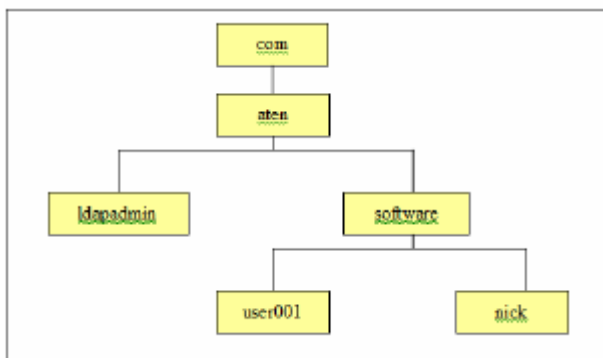 com
aten
ldapadmin
software
user001
nick